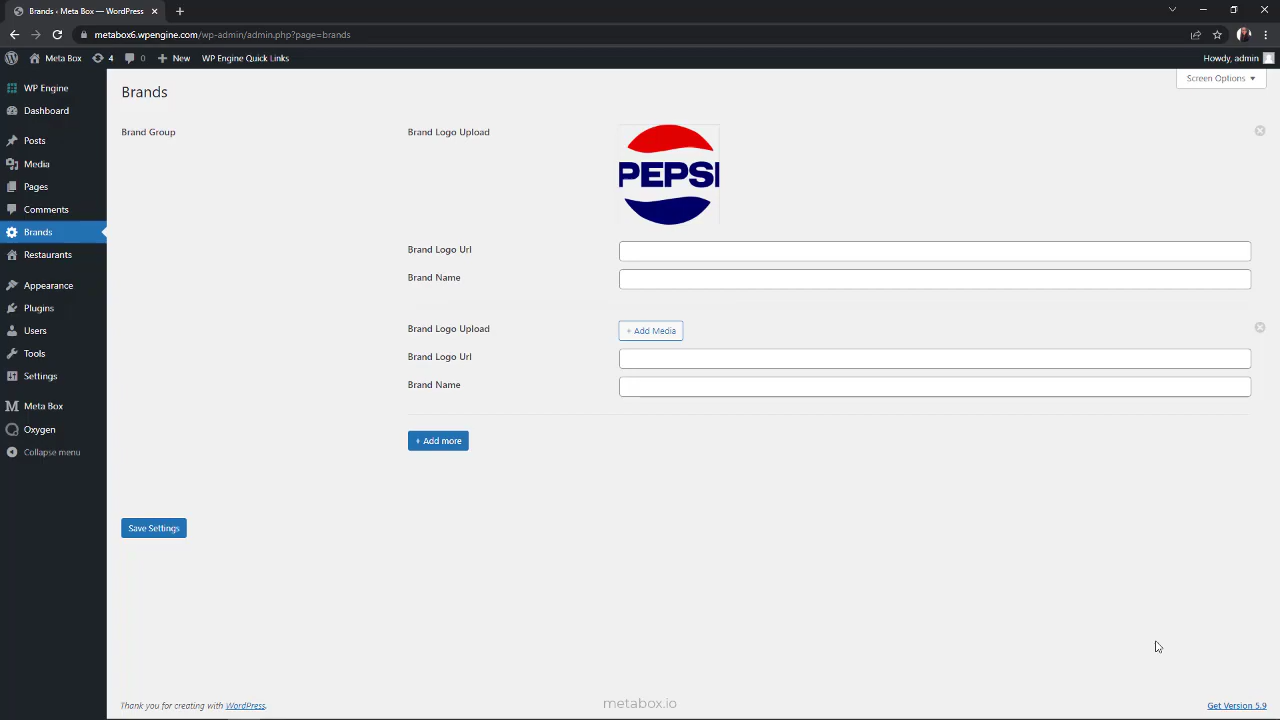 Brands ‹ Meta Box — WordPress
metabox6.wpengine.com/wp-admin/admin.php?page=brands
Meta Box 4 0 New WP Engine Quick Links Howdy, admin
Screen Options
WP Engine
Dashboard
Posts
Media
Pages
Comments
Brands
Restaurants
Appearance
Plugins
Users
Tools
Settings
Meta Box
Oxygen
Collapse menu
Brands
Brand Group
Brand Logo Upload
PEPSI
Brand Logo Url
Brand Name
Brand Logo Upload
+ Add Media
Brand Logo Url
Brand Name
+ Add more
Save Settings
Thank you for creating with WordPress.
metabox.io
Get Version 5.9